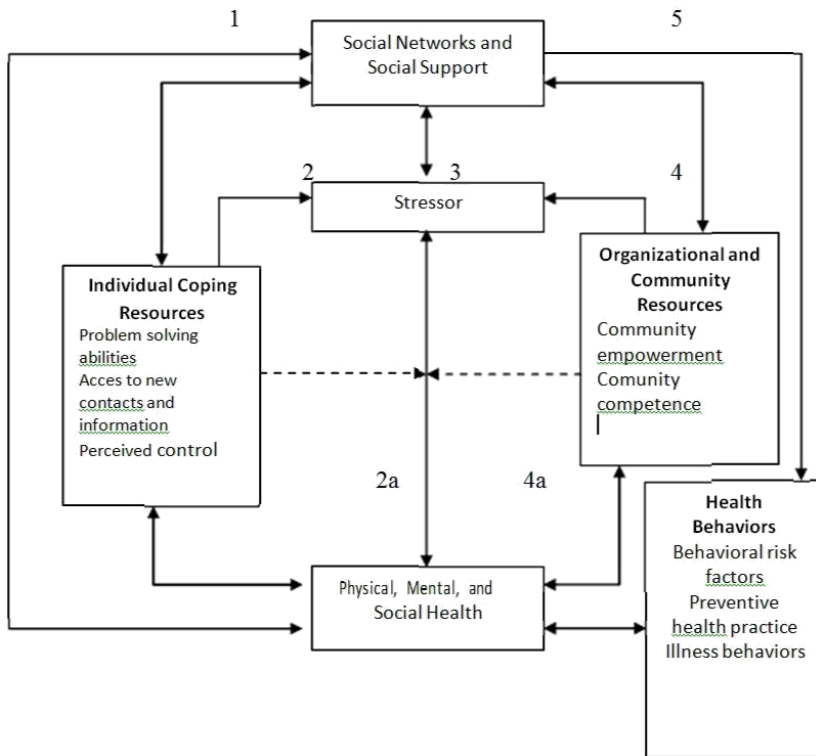 1
5
Social Networks and
Social Support
2
3
4
Stressor
Individual Coping
Resources
Problem solving
abilities
Acces to new
contacts and
information
Perceived control
Organizational and
Community
Resources
Community
empowerment
Comunity
competence
2a
4a
Physical, Mental, and
Social Health
Health
Behaviors
Behavioral risk
factors
Preventive
health practice
Illness behaviors